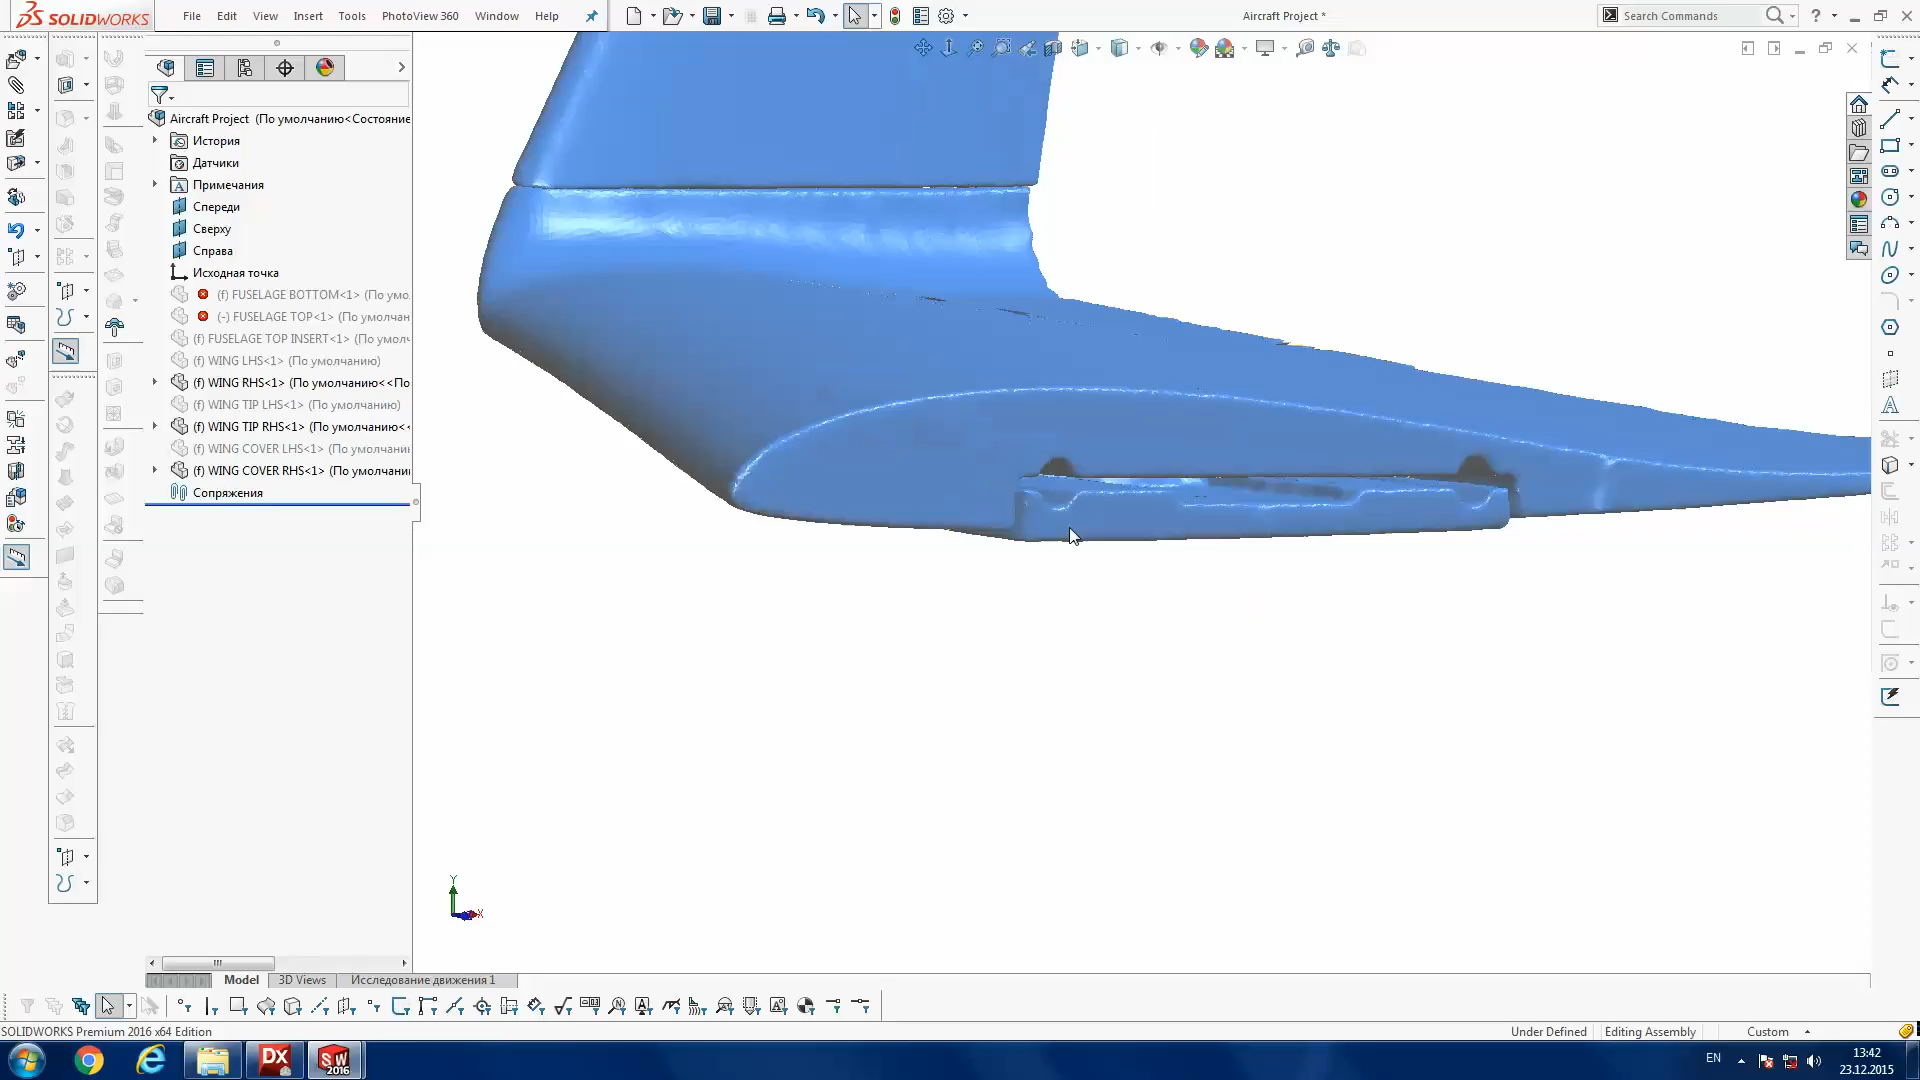 SOLIDWORKS
File Edit View Insert Tools PhotoView 360 Window Help
Aircraft Project *
Search Commands
Aircraft Project (По умолчанию<Состояние
История
Датчики
Примечания
Спереди
Сверху
Справа
Исходная точка
(f) FUSELAGE BOTTOM<1> (По умо
(-) FUSELAGE TOP<1> (По умолчан
(f) FUSELAGE TOP INSERT<1> (По умолч
(f) WING LHS<1> (По умолчанию)
(f) WING RHS<1> (По умолчанию<<По
(f) WING TIP LHS<1> (По умолчанию)
(f) WING TIP RHS<1> (По умолчанию<<
(f) WING COVER LHS<1> (По умолчани
(f) WING COVER RHS<1> (По умолчани
Сопряжения
Y
X
Model 3D Views Исследование движения 1
SOLIDWORKS Premium 2016 x64 Edition
Under Defined Editing Assembly Custom
DX
SW
2016
EN
13:42
23.12.2015